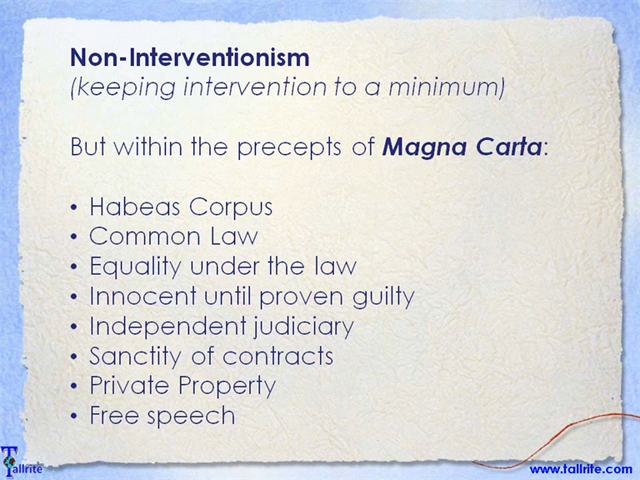 Non-Interventionism
(keeping intervention to a minimum)
But within the precepts of Magna Carta:
• Habeas Corpus
• Common Law
• Equality under the law
• Innocent until proven guilty
• Independent judiciary
• Sanctity of contracts
• Private Property
• Free speech
Tallrite
www.tallrite.com